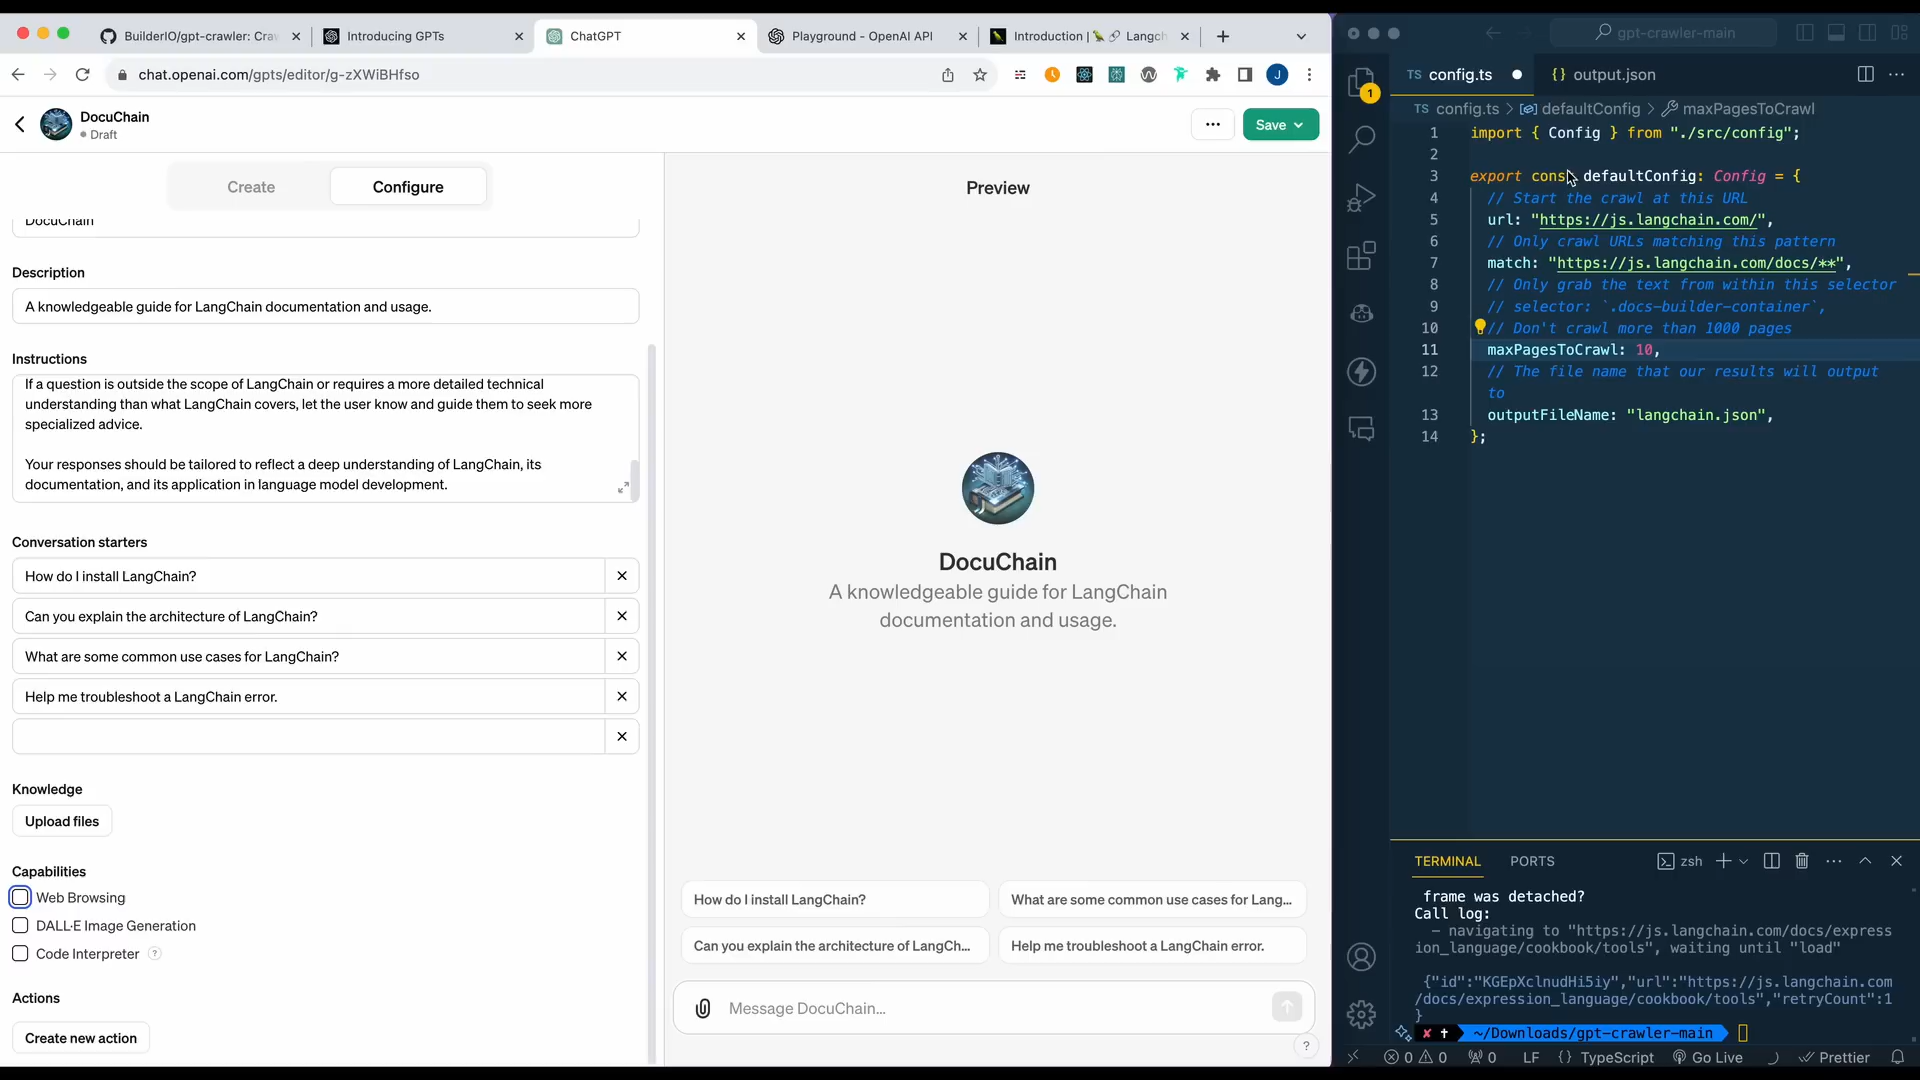 BuilderIO/gpt-crawler: Cra
Introducing GPTs
ChatGPT
Playground - OpenAI API
Introduction | 🦜🔗 Langch
chat.openai.com/gpts/editor/g-zXWiBHfso
J
DocuChain
Draft
Save
Create
Configure
DocuChain
Description
A knowledgeable guide for LangChain documentation and usage.
Instructions
If a question is outside the scope of LangChain or requires a more detailed technical
understanding than what LangChain covers, let the user know and guide them to seek more
specialized advice.
Your responses should be tailored to reflect a deep understanding of LangChain, its
documentation, and its application in language model development.
Conversation starters
How do I install LangChain?
Can you explain the architecture of LangChain?
What are some common use cases for LangChain?
Help me troubleshoot a LangChain error.
Knowledge
Upload files
Capabilities
Web Browsing
DALL·E Image Generation
Code Interpreter ?
Actions
Create new action
Preview
DocuChain
A knowledgeable guide for LangChain
documentation and usage.
How do I install LangChain?
What are some common use cases for Lang...
Can you explain the architecture of LangCh...
Help me troubleshoot a LangChain error.
Message DocuChain...
?
gpt-crawler-main
1
TS config.ts
{} output.json
TS config.ts > defaultConfig > maxPagesToCrawl
1 import { Config } from "./src/config";
2
3 export cons defaultConfig: Config = {
4 // Start the crawl at this URL
5 url: "https://js.langchain.com/",
6 // Only crawl URLs matching this pattern
7 match: "https://js.langchain.com/docs/**",
8 // Only grab the text from within this selector
9 // selector: `.docs-builder-container`,
10 // Don't crawl more than 1000 pages
11 maxPagesToCrawl: 10,
12 // The file name that our results will output
to
13 outputFileName: "langchain.json",
14 };
TERMINAL
PORTS
zsh
frame was detached?
Call log:
– navigating to "https://js.langchain.com/docs/express
ion_language/cookbook/tools", waiting until "load"
{"id":"KGEpXclnudHi5iy","url":"https://js.langchain.com
/docs/expression_language/cookbook/tools","retryCount":1
}
~/Downloads/gpt-crawler-main
0 0 0 LF {} TypeScript Go Live Prettier